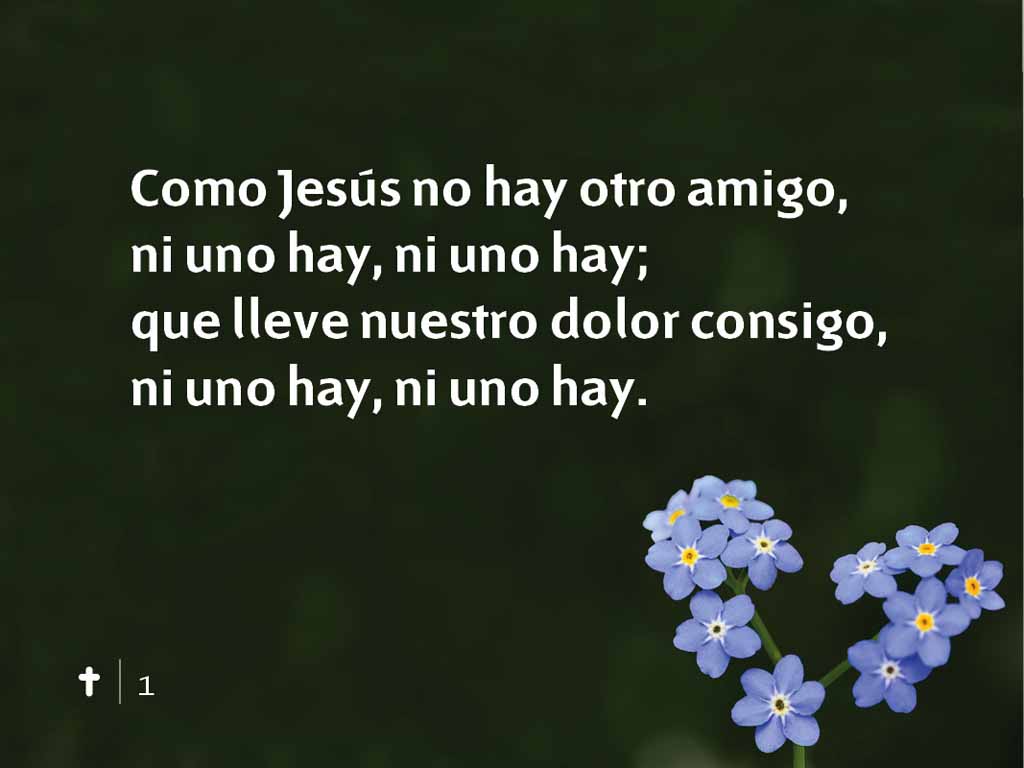 Como Jesús no hay otro amigo,
ni uno hay, ni uno hay;
que lleve nuestro dolor consigo,
ni uno hay, ni uno hay.
1